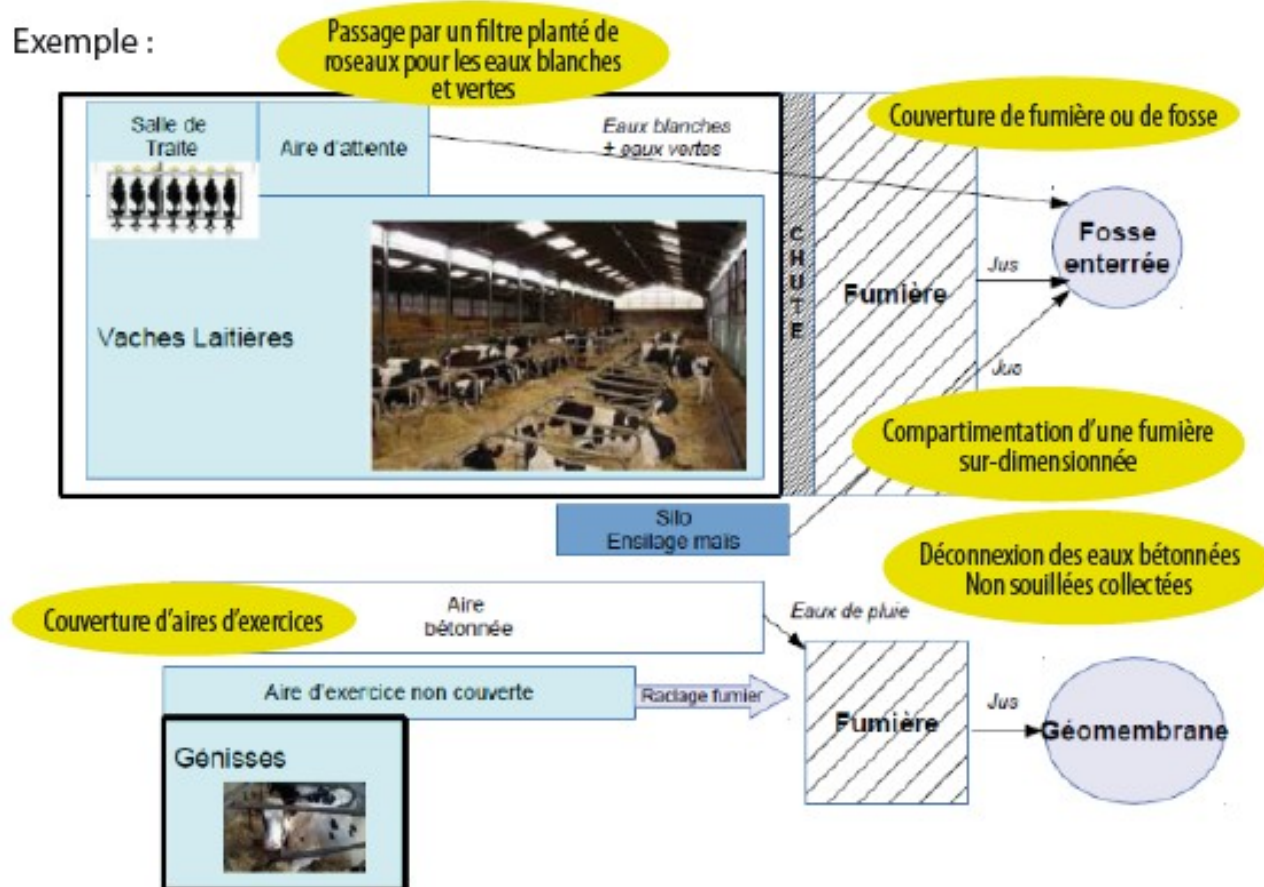 Exemple :
Passage par un filtre planté de
roseaux pour les eaux blanches
et vertes
Couverture de fumière ou de fosse
Salle de
Traite
Aire d'attente
Eaux blanches
± eaux vertes
CHUTE
Fumière
Jus
Fosse
enterrée
Vaches Laitières
Jus
Compartimentation d'une fumière
sur-dimensionnée
Silo
Ensilage maïs
Déconnexion des eaux bétonnées
Non souillées collectées
Couverture d'aires d'exercices
Aire
bétonnée
Eaux de pluie
Aire d'exercice non couverte
Raclage fumier
Fumière
Jus
Géomembrane
Génisses